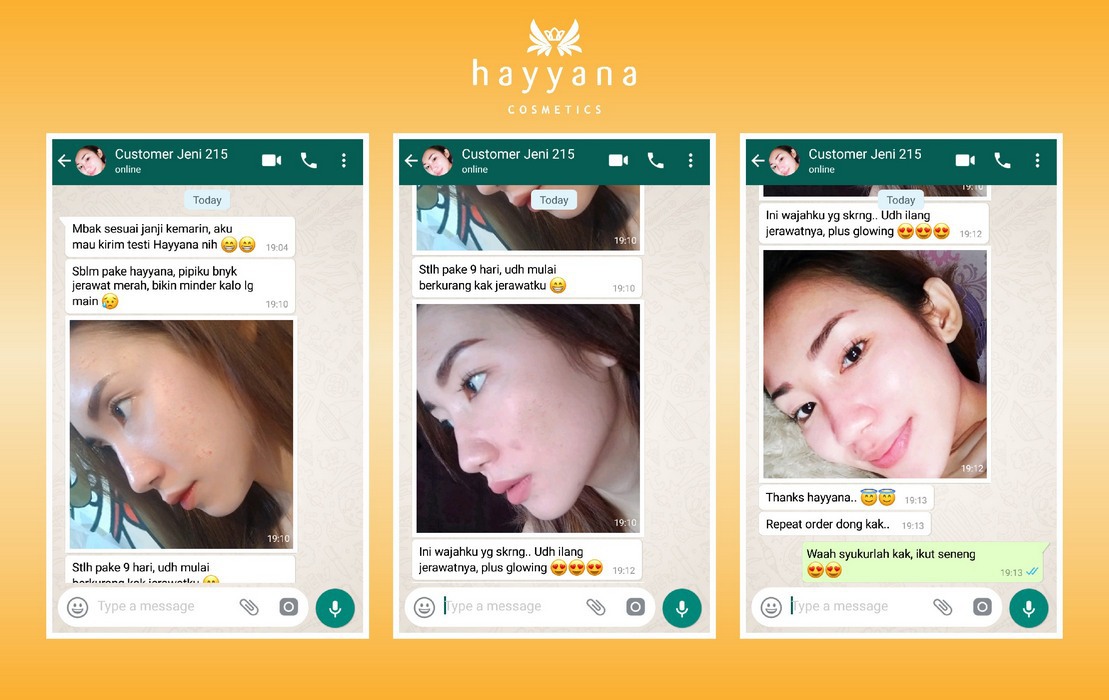 hayyana
COSMETICS
Customer Jeni 215
online
Today
Mbak sesuai janji kemarin, aku
mau kirim testi Hayyana nih 😁😁 19:04
Sblm pake hayyana, pipiku bnyk
jerawat merah, bikin minder kalo lg
main 😥 19:10
19:10
Stlh pake 9 hari, udh mulai
berkurang kak jerawatku 😁
Type a message
Customer Jeni 215
online
Today
19:10
Stlh pake 9 hari, udh mulai
berkurang kak jerawatku 😁 19:10
19:10
Ini wajahku yg skrng.. Udh ilang
jerawatnya, plus glowing 😍😍😍 19:12
Type a message
Customer Jeni 215
online
19:10
Today
Ini wajahku yg skrng.. Udh ilang
jerawatnya, plus glowing 😍😍😍 19:12
19:12
Thanks hayyana.. 😇😇 19:13
Repeat order dong kak.. 19:13
Waah syukurlah kak, ikut seneng
😍😍 19:13
Type a message